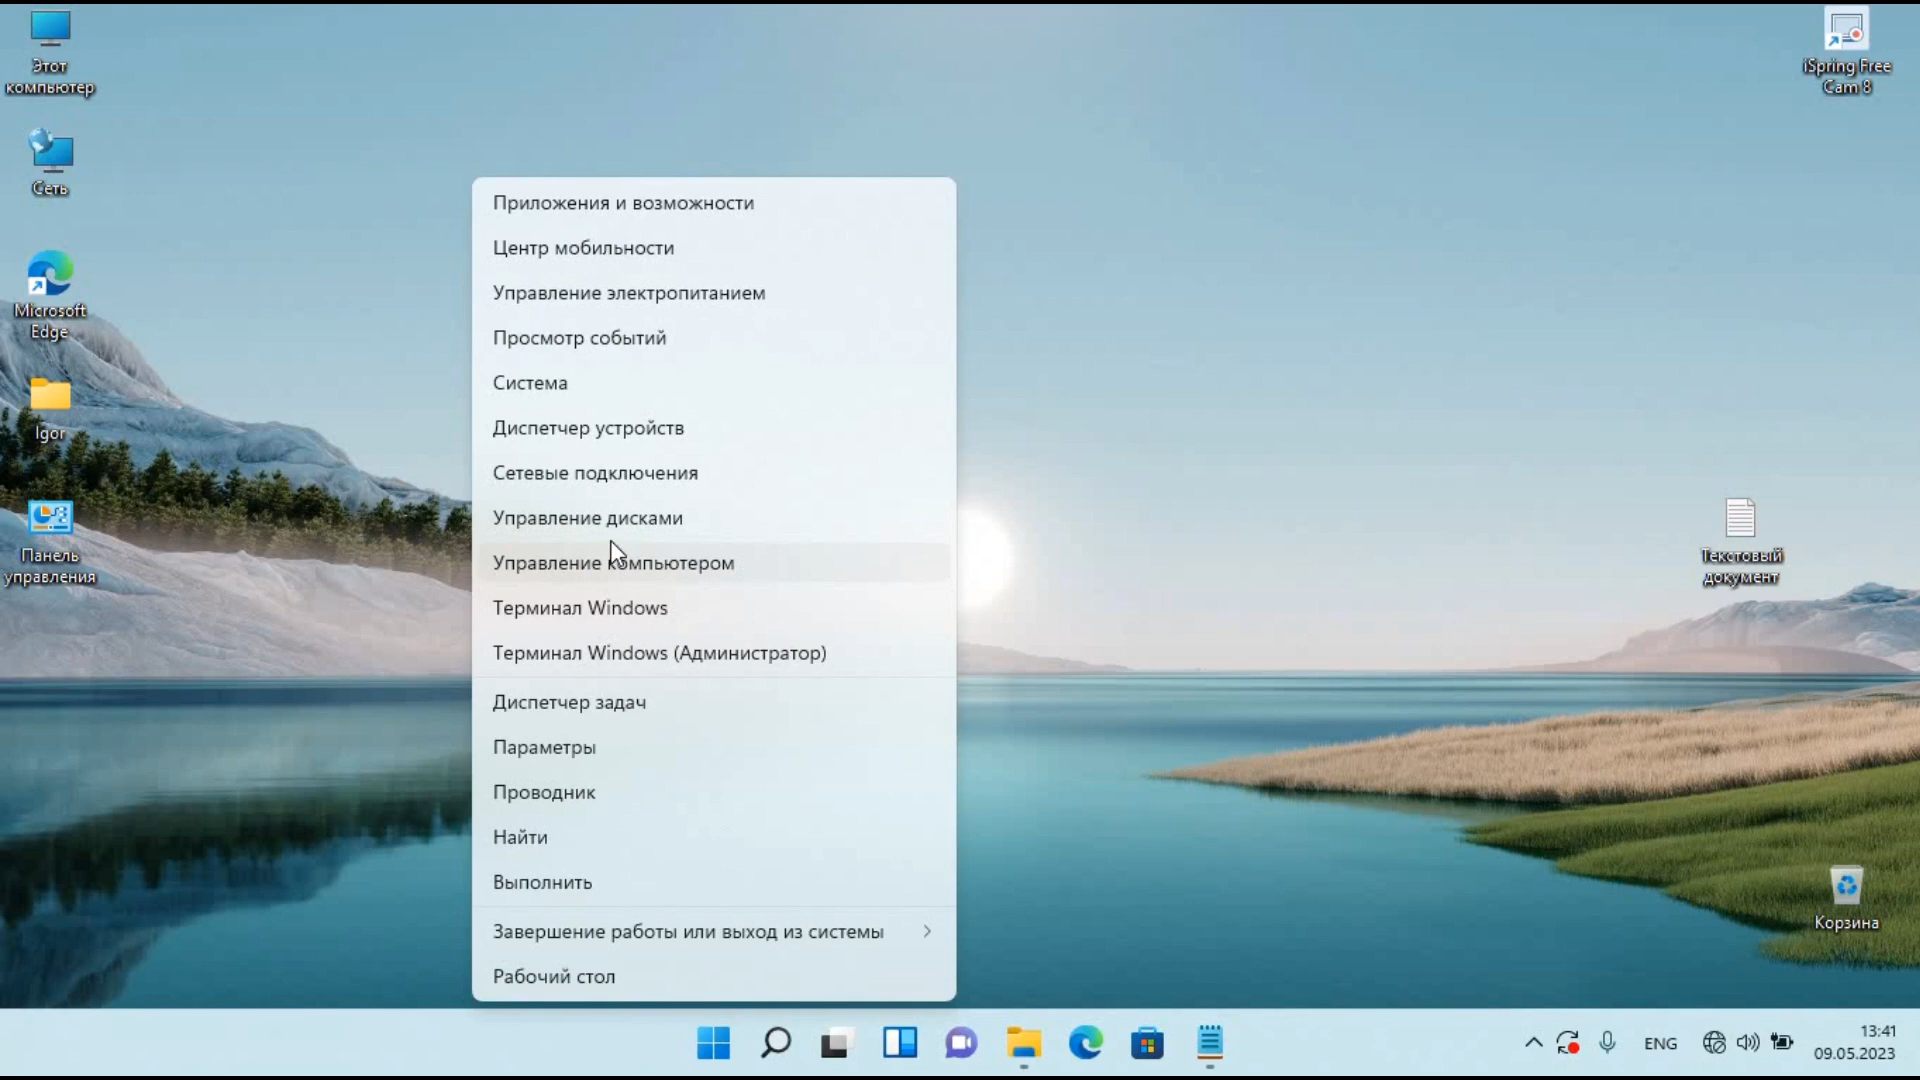 Этот
компьютер
Сеть
Microsoft
Edge
Igor
Панель
управления
Приложения и возможности
Центр мобильности
Управление электропитанием
Просмотр событий
Система
Диспетчер устройств
Сетевые подключения
Управление дисками
Управление компьютером
Терминал Windows
Терминал Windows (Администратор)
Диспетчер задач
Параметры
Проводник
Найти
Выполнить
Завершение работы или выход из системы
Рабочий стол
iSpring Free
Cam 8
Текстовый
документ
Корзина
ENG
13:41
09.05.2023